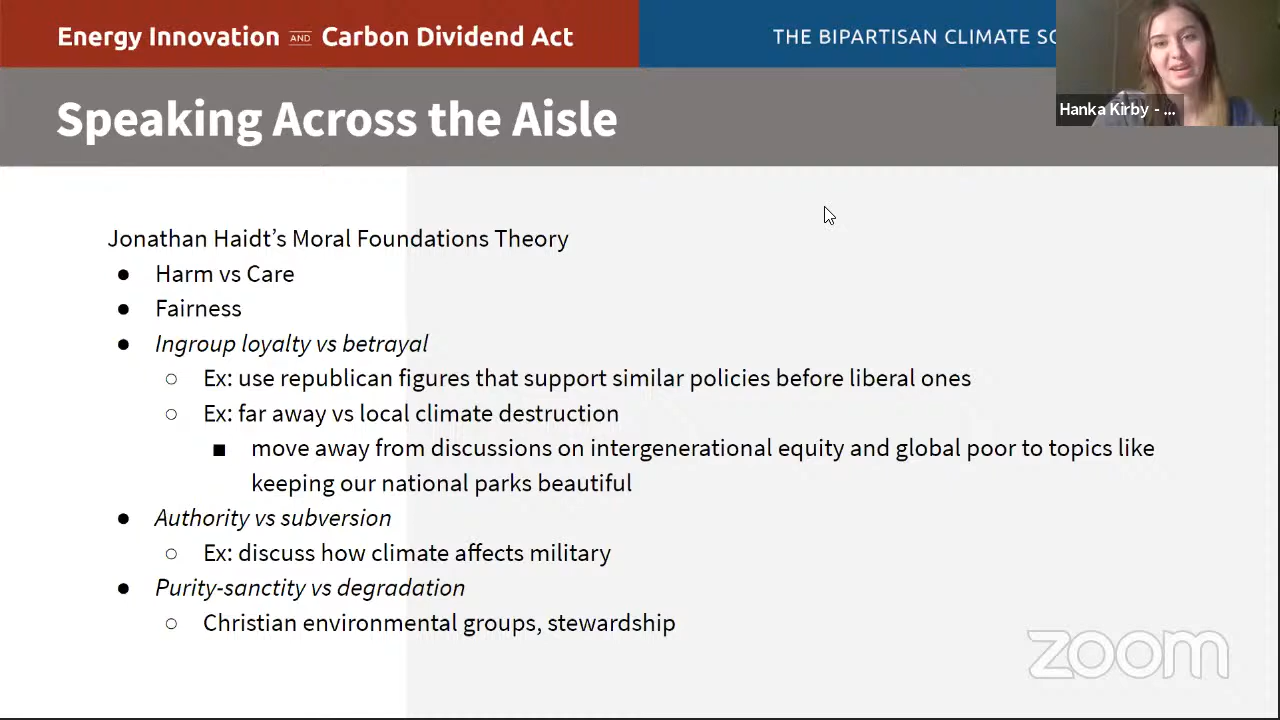 Energy Innovation AND Carbon Dividend Act
THE BIPARTISAN CLIMATE
Hanka Kirby - ...
Speaking Across the Aisle
Jonathan Haidt’s Moral Foundations Theory
● Harm vs Care
● Fairness
● Ingroup loyalty vs betrayal
○ Ex: use republican figures that support similar policies before liberal ones
○ Ex: far away vs local climate destruction
■ move away from discussions on intergenerational equity and global poor to topics like
keeping our national parks beautiful
● Authority vs subversion
○ Ex: discuss how climate affects military
● Purity-sanctity vs degradation
○ Christian environmental groups, stewardship
zoom